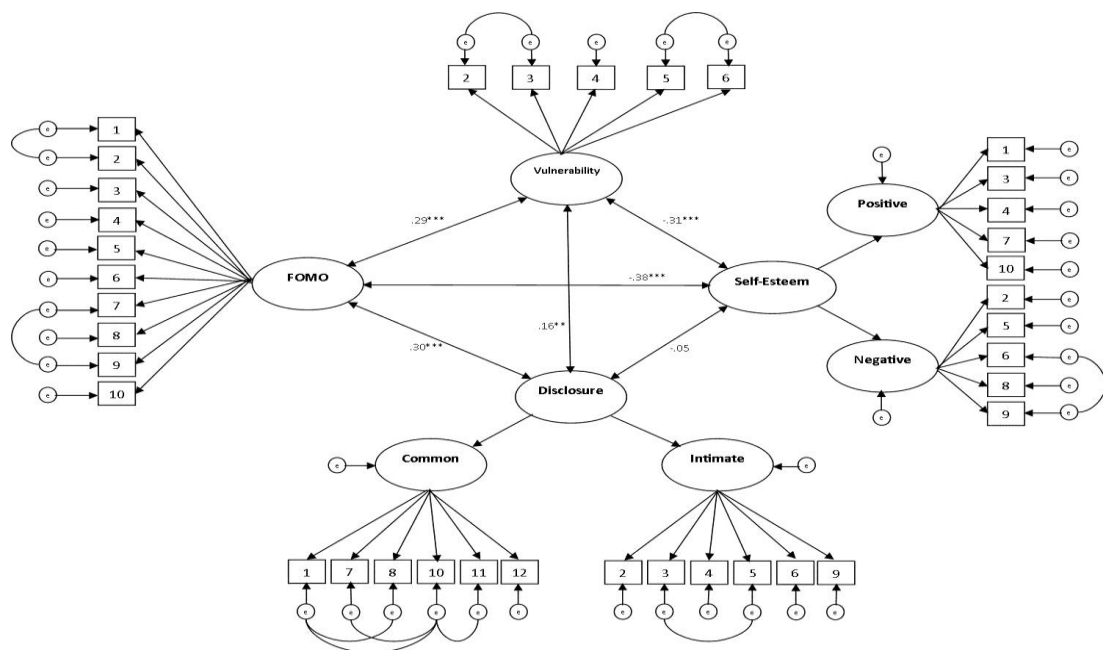 e e e e e
2 3 4 5 6
Vulnerability
e 1
e 2
e 3
e 4
e 5
e 6
e 7
e 8
e 9
e 10
FOMO
.29***
-.31***
-.38***
.16**
.30***
-.05
Self-Esteem
e
Positive
1 e
3 e
4 e
7 e
10 e
Negative
e
2 e
5 e
6 e
8 e
9 e
Disclosure
e Common
Intimate e
1 7 8 10 11 12
e e e e e e
2 3 4 5 6 9
e e e e e e